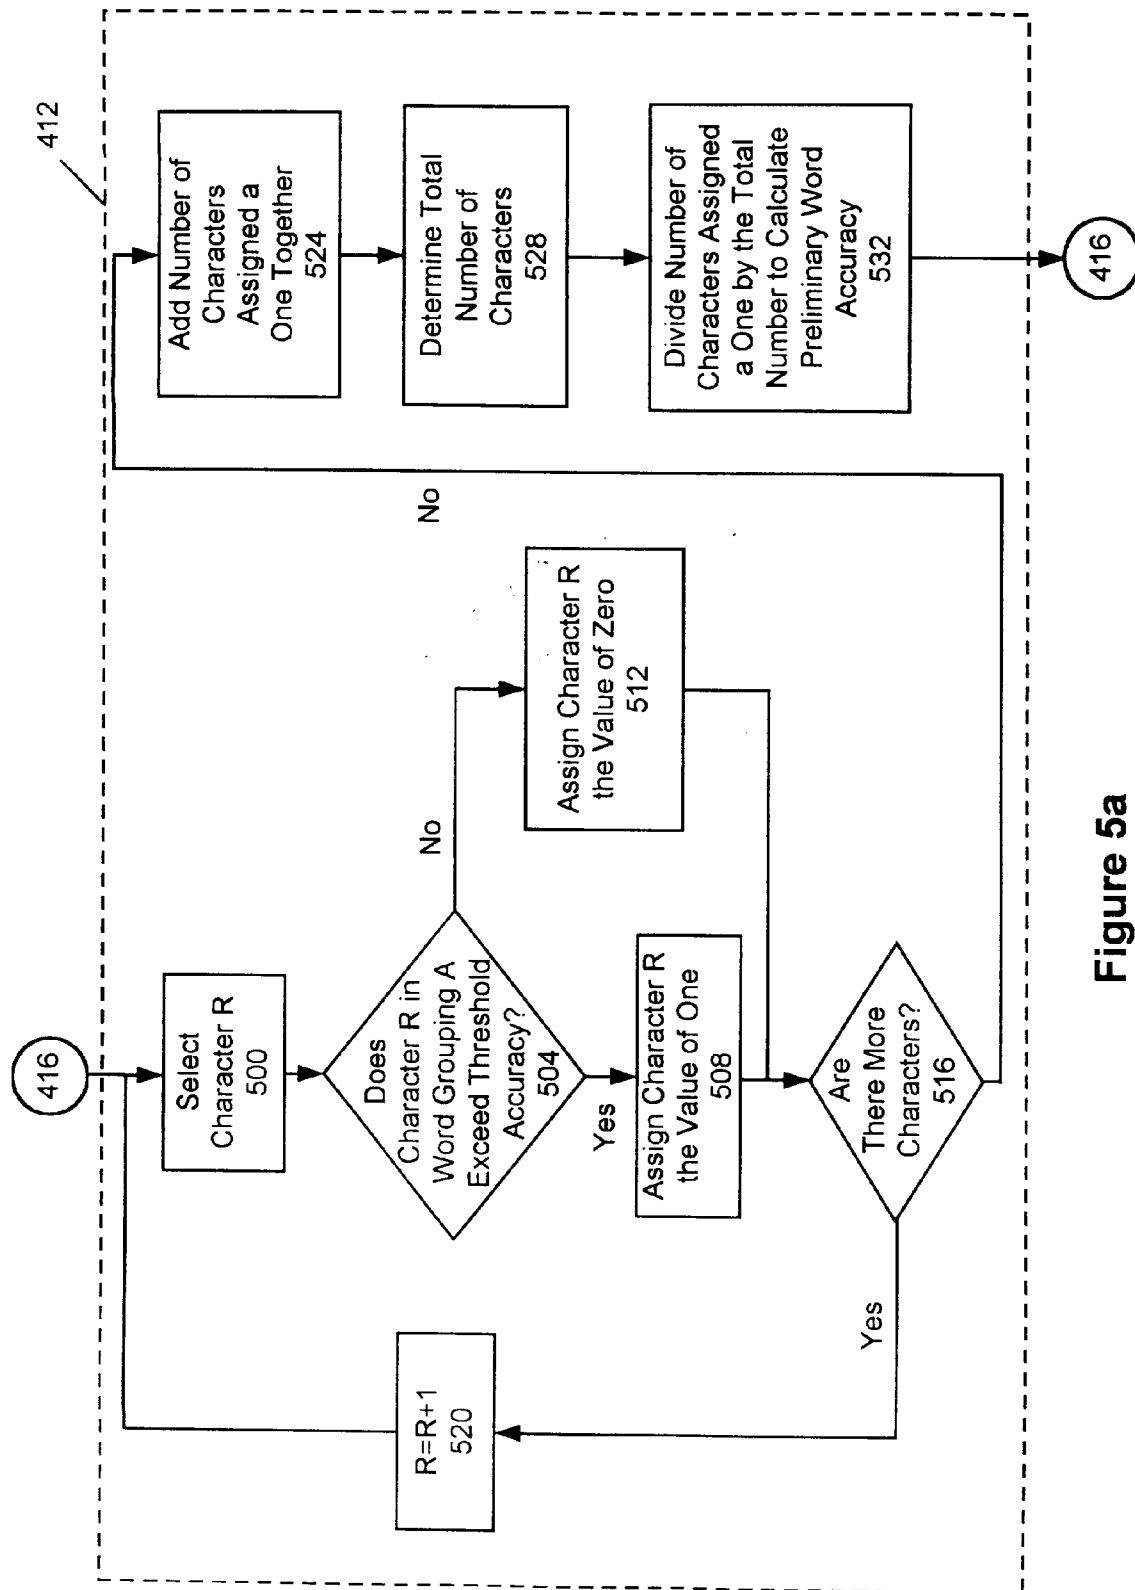 416
412
Select
Character R
500
Does
Character R in
Word Grouping A
Exceed Threshold
Accuracy?
504
No
Yes
Assign Character R
the Value of One
508
Assign Character R
the Value of Zero
512
Are
There More
Characters?
516
Yes
R=R+1
520
No
Add Number of
Characters
Assigned a
One Together
524
Determine Total
Number of
Characters
528
Divide Number of
Characters Assigned
a One by the Total
Number to Calculate
Preliminary Word
Accuracy
532
416
Figure 5a